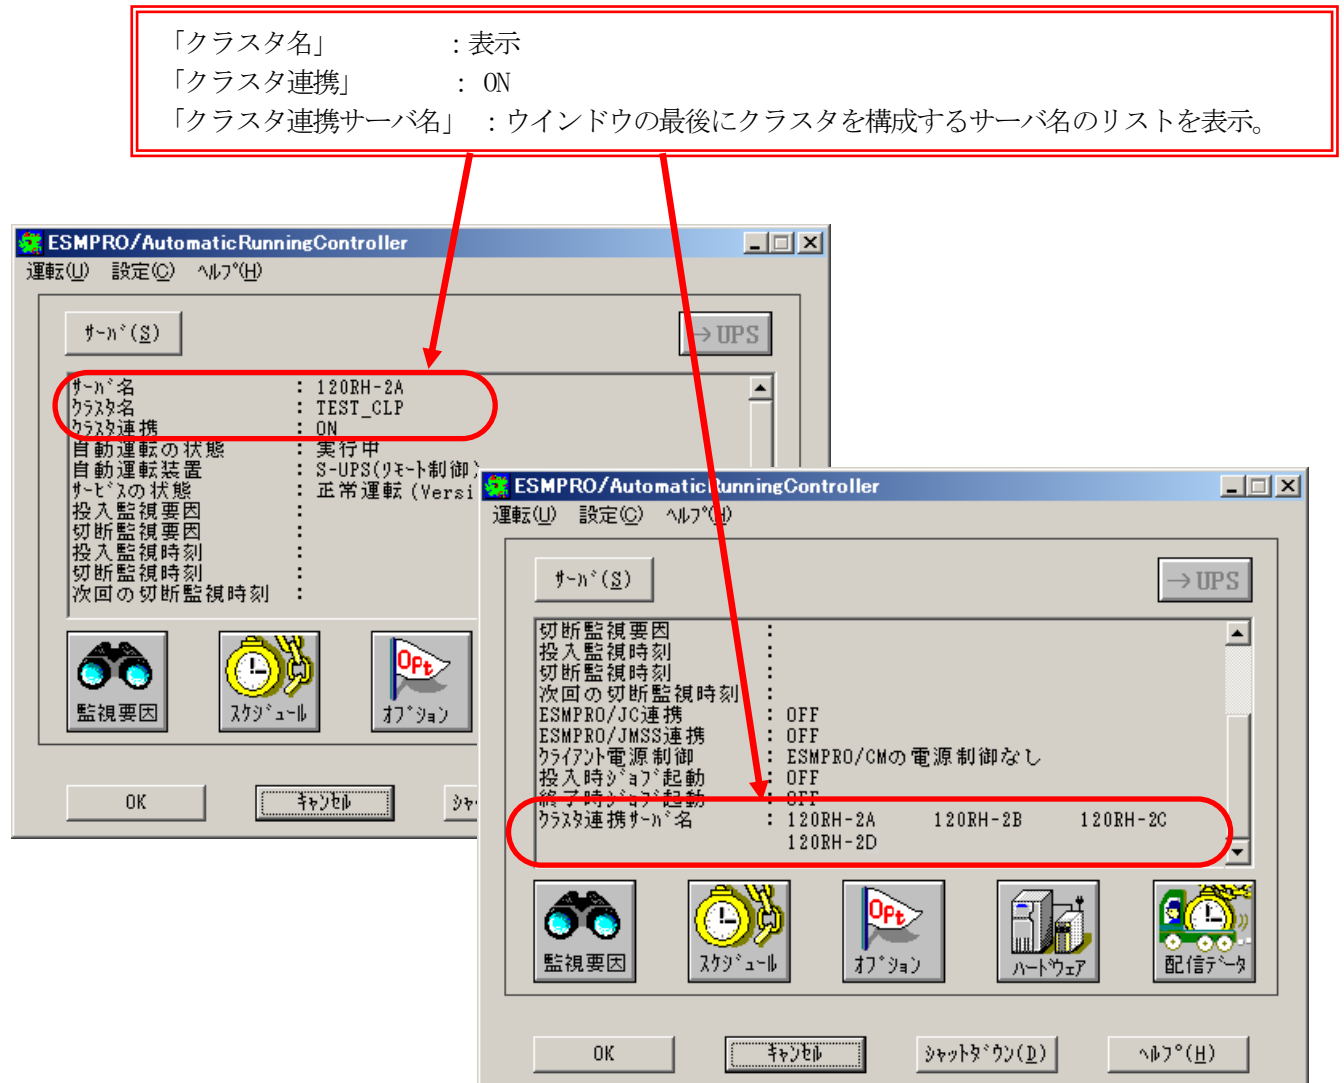 「クラスタ名」　　　　：表示
「クラスタ連携」　　　： ON
「クラスタ連携サーバ名」 ：ウインドウの最後にクラスタを構成するサーバ名のリストを表示。
ESMPRO/AutomaticRunningController
運転(U) 設定(C) ﾍﾙﾌﾟ(H)
ｻｰﾊﾞ(S)
→UPS
ｻｰﾊﾞ名 : 120RH-2A
ｸﾗｽﾀ名 : TEST_CLP
ｸﾗｽﾀ連携 : ON
自動運転の状態 : 実行中
自動運転装置 : S-UPS(ﾘﾓｰﾄ制御)
ｻｰﾋﾞｽの状態 : 正常運転 (Versi
投入監視要因 :
切断監視要因 :
投入監視時刻 :
切断監視時刻 :
次回の切断監視時刻 :
監視要因
ｽｹｼﾞｭｰﾙ
Opt
ｵﾌﾟｼｮﾝ
OK
ｷｬﾝｾﾙ
ｼｬ
ESMPRO/AutomaticRunningController
運転(U) 設定(C) ﾍﾙﾌﾟ(H)
ｻｰﾊﾞ(S)
→UPS
切断監視要因 :
投入監視時刻 :
切断監視時刻 :
次回の切断監視時刻 :
ESMPRO/JC連携 : OFF
ESMPRO/JMSS連携 : OFF
ｸﾗｲｱﾝﾄ電源制御 : ESMPRO/CMの電源制御なし
投入時ｼﾞｮﾌﾞ起動 : OFF
終了時ｼﾞｮﾌﾞ起動 : OFF
ｸﾗｽﾀ連携ｻｰﾊﾞ名 : 120RH-2A 120RH-2B 120RH-2C
120RH-2D
監視要因
ｽｹｼﾞｭｰﾙ
Opt
ｵﾌﾟｼｮﾝ
ﾊｰﾄﾞｳｪｱ
配信ﾃﾞｰﾀ
OK
ｷｬﾝｾﾙ
ｼｬｯﾄﾀﾞｳﾝ(D)
ﾍﾙﾌﾟ(H)